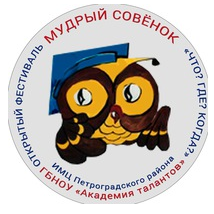 ОТКРЫТЫЙ ФЕСТИВАЛЬ
МУДРЫЙ СОВЁНОК
«ЧТО? ГДЕ? КОГДА?»
ИМЦ Петроградского района
ГБНОУ «Академия талантов»